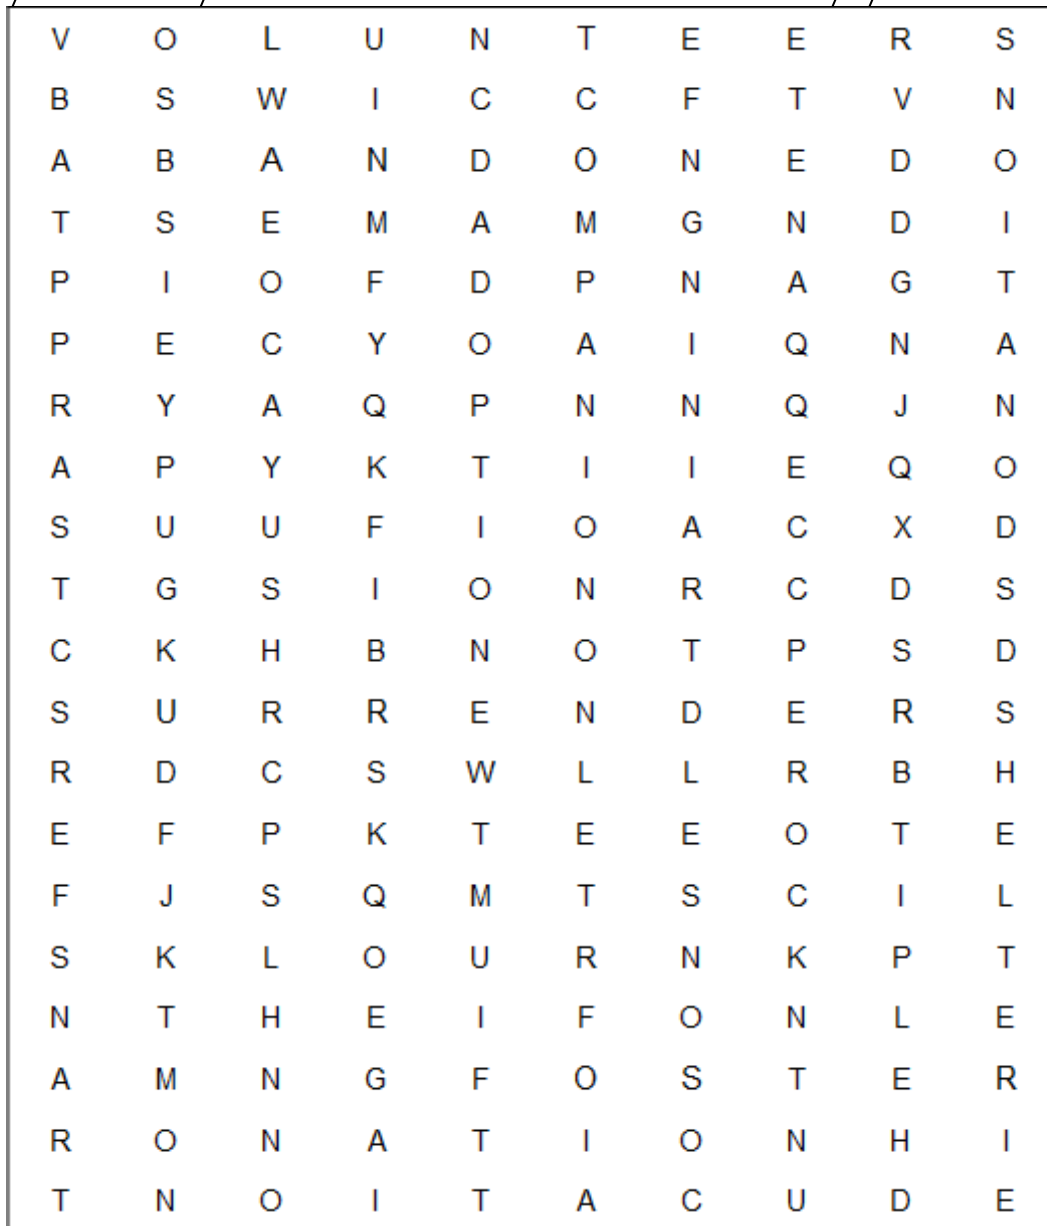 V O L U N T E E R S
B S W I C C F T V N
A B A N D O N E D O
T S E M A M G N D I
P I O F D P N A G T
P E C Y O A I Q N A
R Y A Q P N N Q J N
A P Y K T I I E Q O
S U U F I O A C X D
T G S I O N R C D S
C K H B N O T P S D
S U R R E N D E R S
R D C S W L L R B H
E F P K T E E O T E
F J S Q M T S C I L
S K L O U R N K P T
N T H E I F O N L E
A M N G F O S T E R
R O N A T I O N H I
T N O I T A C U D E